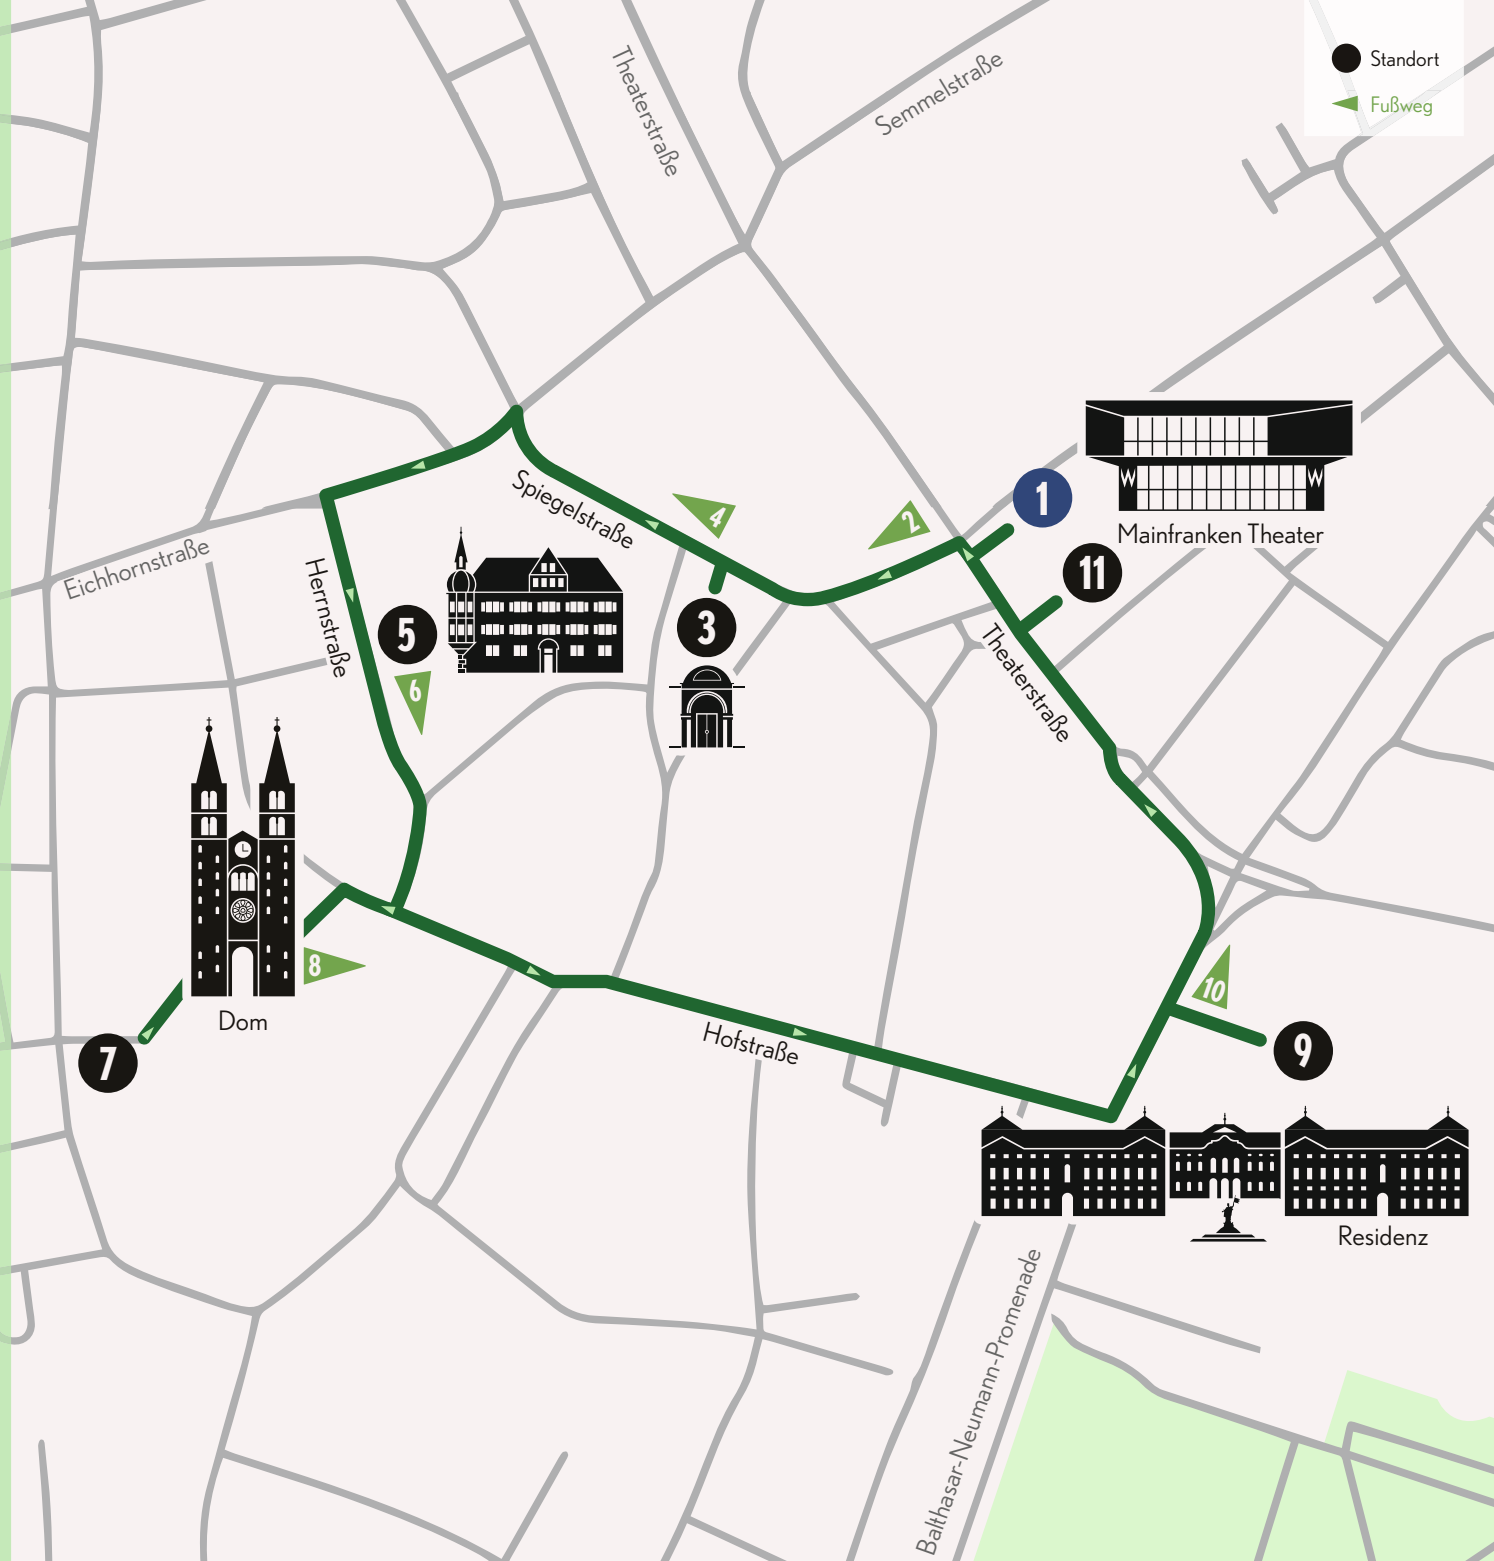 Standort
Fußweg
Theaterstraße
Semmelstraße
1
Mainfranken Theater
2
4
Spiegelstraße
Eichhornstraße
11
Herrnstraße
5
3
Theaterstraße
6
8
10
Dom
7
Hofstraße
9
Residenz
Balthasar-Neumann-Promenade